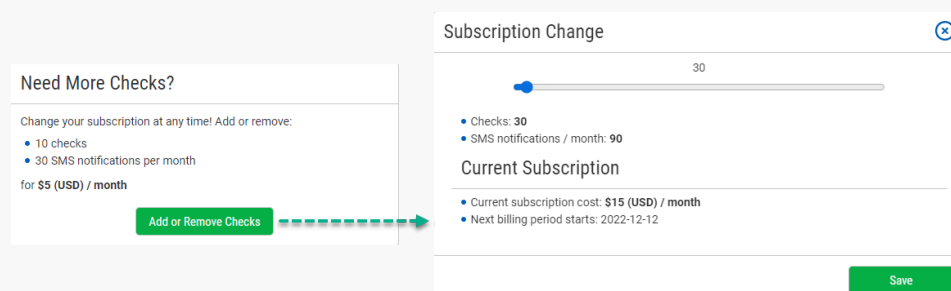 Need More Checks?
Change your subscription at any time! Add or remove:
10 checks
30 SMS notifications per month
for $5 (USD) / month
Add or Remove Checks
Subscription Change
30
Checks: 30
SMS notifications / month: 90
Current Subscription
Current subscription cost: $15 (USD) / month
Next billing period starts: 2022-12-12
Save